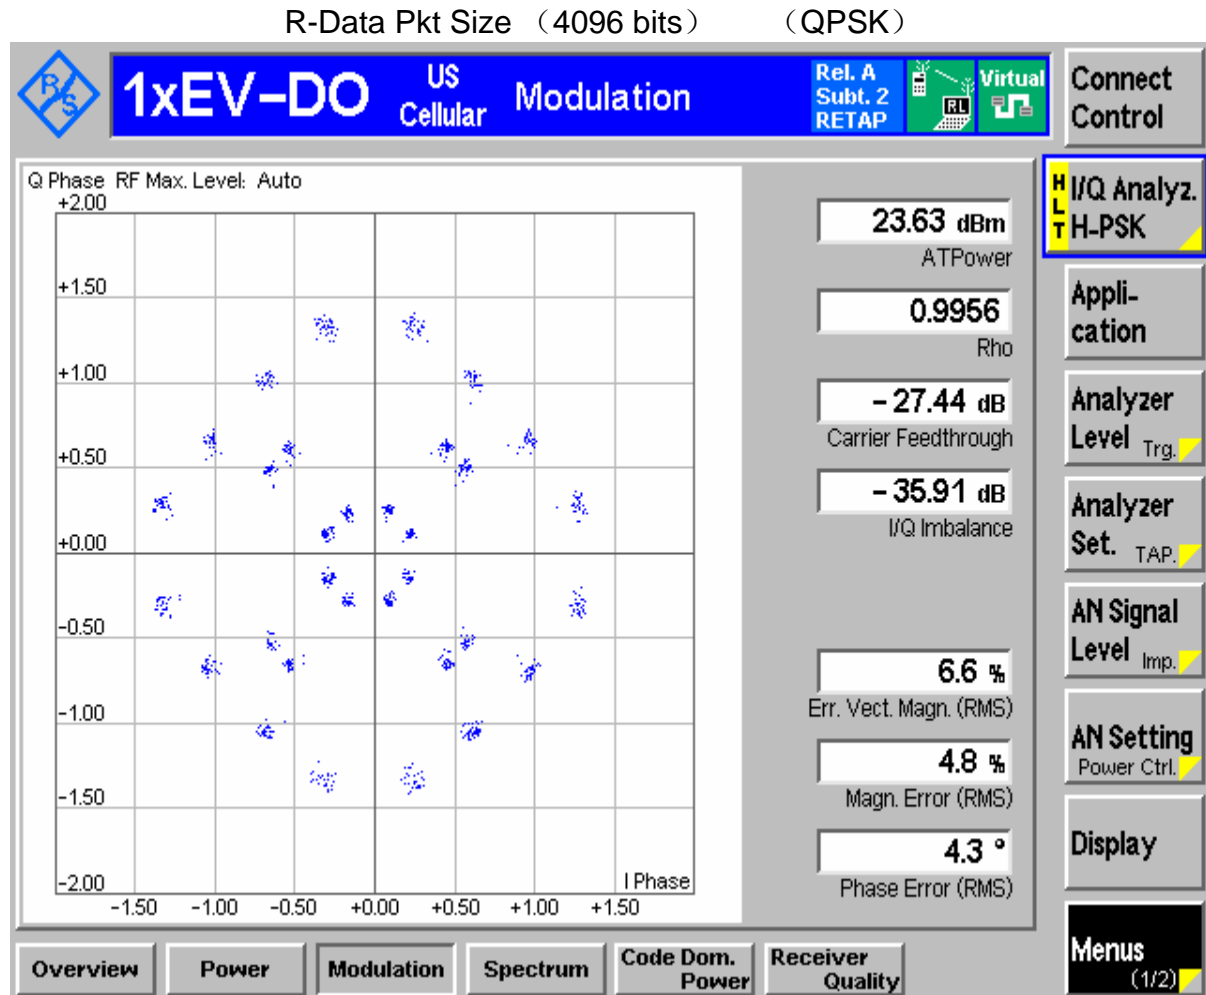 R-Data Pkt Size （4096 bits） （QPSK）
R/S
1xEV-DO
US
Cellular
Modulation
Rel. A
Subt. 2
RETAP
RL
Virtual
Connect
Control
Q Phase RF Max. Level: Auto
+2.00
+1.50
+1.00
+0.50
+0.00
-0.50
-1.00
-1.50
-2.00
I Phase
-1.50 -1.00 -0.50 +0.00 +0.50 +1.00 +1.50
23.63 dBm
ATPower
0.9956
Rho
-27.44 dB
Carrier Feedthrough
-35.91 dB
I/Q Imbalance
6.6 %
Err. Vect. Magn. (RMS)
4.8 %
Magn. Error (RMS)
4.3 °
Phase Error (RMS)
HLT
I/Q Analyz.
H-PSK
Appli-
cation
Analyzer
Level Trg.
Analyzer
Set. TAP.
AN Signal
Level Imp.
AN Setting
Power Ctrl.
Display
Menus
(1/2)
Overview
Power
Modulation
Spectrum
Code Dom.
Power
Receiver
Quality